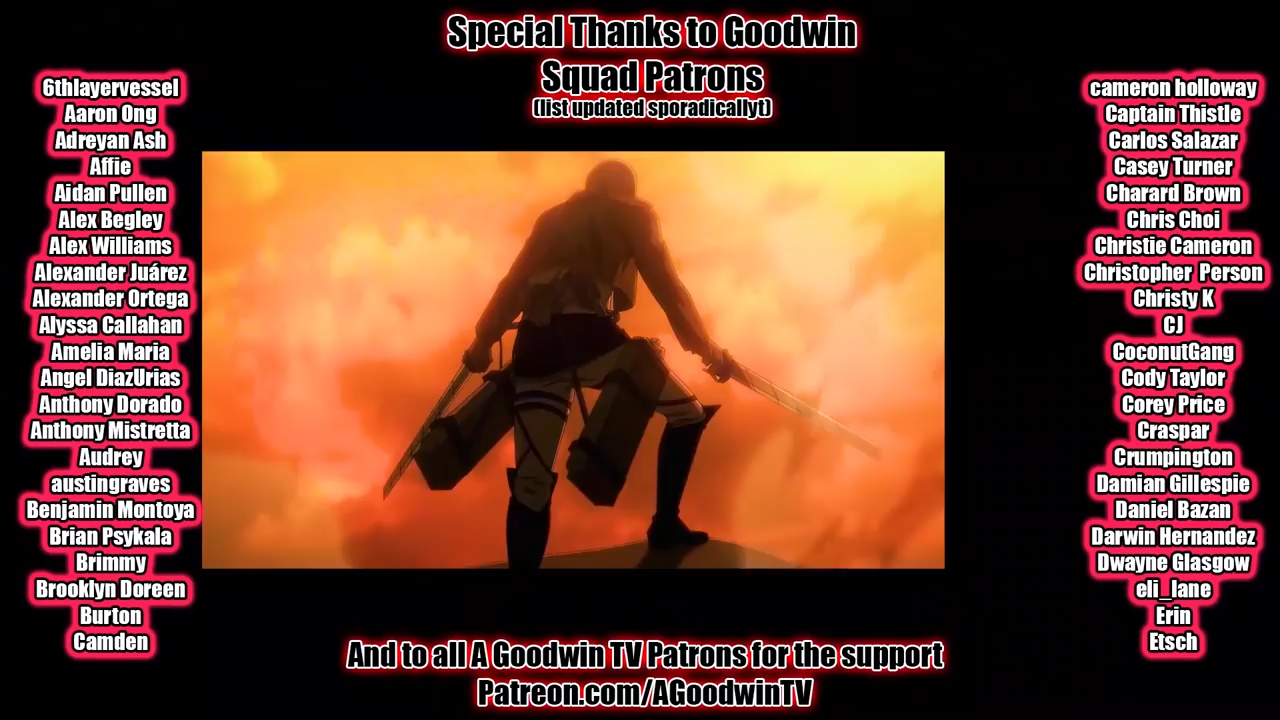 Special Thanks to Goodwin
Squad Patrons
(list updated sporadicallyt)
6thlayervessel
Aaron Ong
Adreyan Ash
Affie
Aidan Pullen
Alex Begley
Alex Williams
Alexander Juárez
Alexander Ortega
Alyssa Callahan
Amelia Maria
Angel DiazUrias
Anthony Dorado
Anthony Mistretta
Audrey
austingraves
Benjamin Montoya
Brian Psykala
Brimmy
Brooklyn Doreen
Burton
Camden
cameron holloway
Captain Thistle
Carlos Salazar
Casey Turner
Charard Brown
Chris Choi
Christie Cameron
Christopher Person
Christy K
CJ
CoconutGang
Cody Taylor
Corey Price
Craspar
Crumpington
Damian Gillespie
Daniel Bazan
Darwin Hernandez
Dwayne Glasgow
eli_lane
Erin
Etsch
And to all A Goodwin TV Patrons for the support
Patreon.com/AGoodwinTV